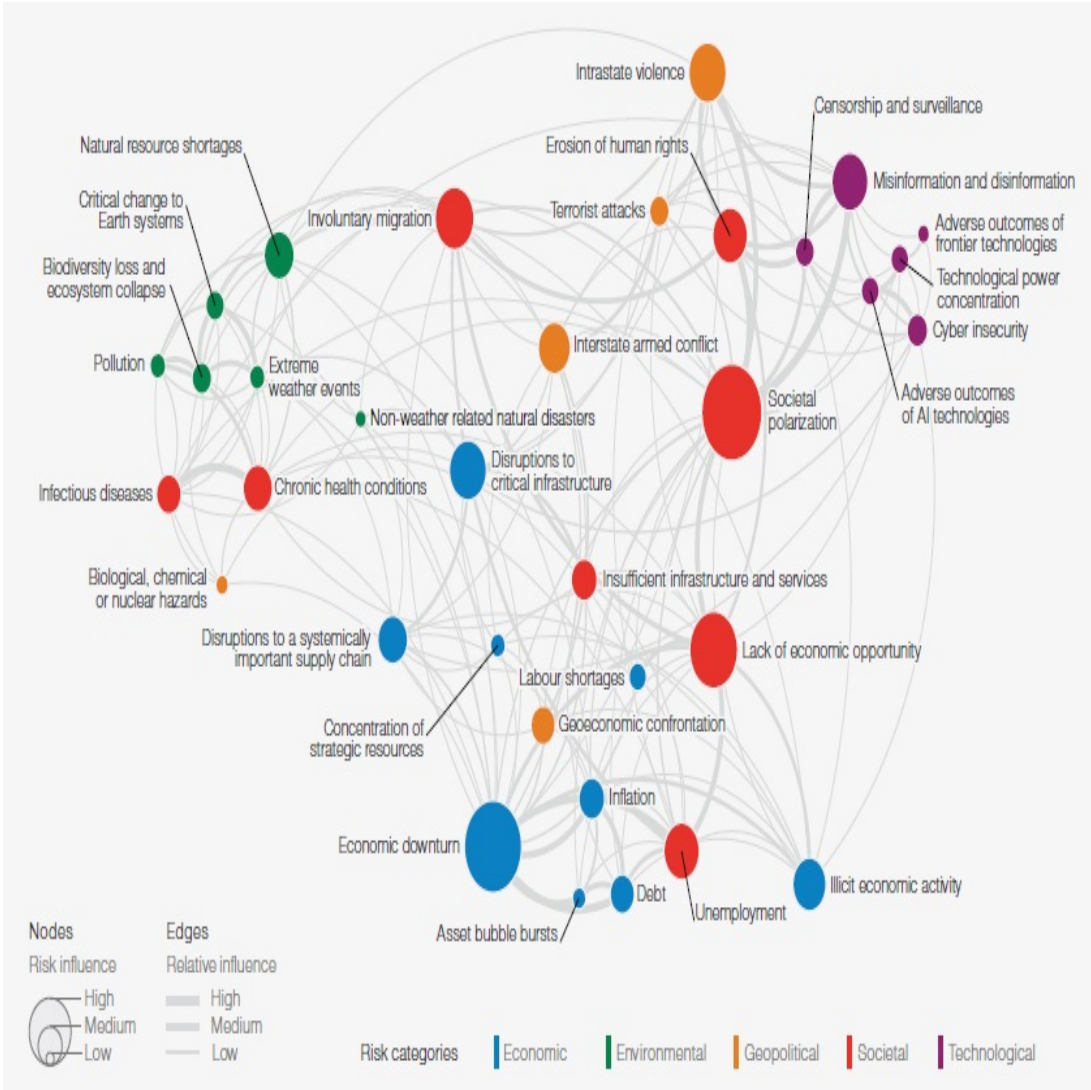 Intrastate violence
Censorship and surveillance
Natural resource shortages
Erosion of human rights
Misinformation and disinformation
Critical change to
Earth systems
Involuntary migration
Terrorist attacks
Adverse outcomes of
frontier technologies
Biodiversity loss and
ecosystem collapse
Technological power
concentration
Cyber insecurity
Pollution
Extreme
weather events
Interstate armed conflict
Adverse outcomes
of AI technologies
Societal
polarization
Non-weather related natural disasters
Disruptions to
critical infrastructure
Infectious diseases
Chronic health conditions
Biological, chemical
or nuclear hazards
Insufficient infrastructure and services
Disruptions to a systemically
important supply chain
Lack of economic opportunity
Labour shortages
Concentration of
strategic resources
Geoeconomic confrontation
Inflation
Economic downturn
Debt
Illicit economic activity
Unemployment
Asset bubble bursts
Nodes
Risk influence
High
Medium
Low
Edges
Relative influence
High
Medium
Low
Risk categories
Economic
Environmental
Geopolitical
Societal
Technological